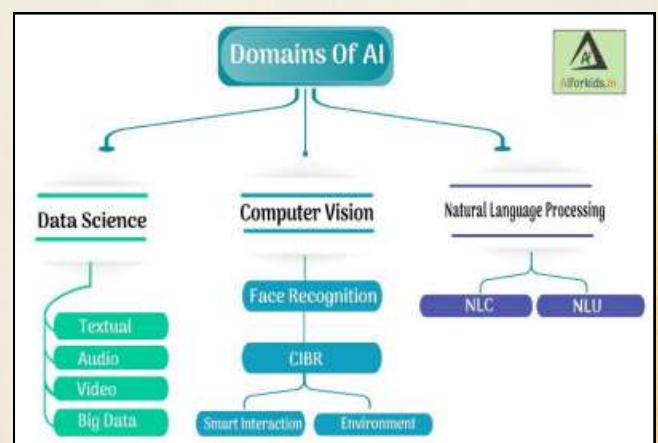 Domains Of AI
AI
AIforkids.in
Data Science
Computer Vision
Natural Language Processing
Textual
Audio
Video
Big Data
Face Recognition
CIBR
Smart Interaction
Environment
NLC
NLU